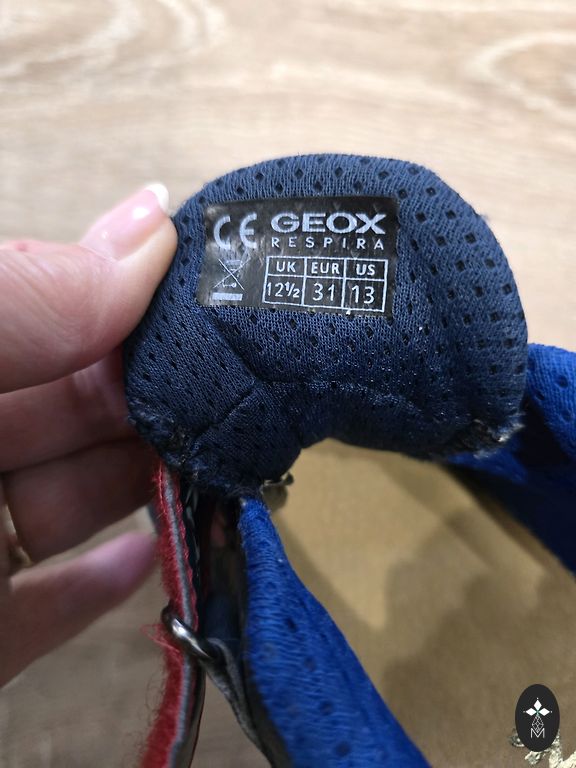 CE GEOX
RESPIRA
UK EUR US
12½ 31 13
M